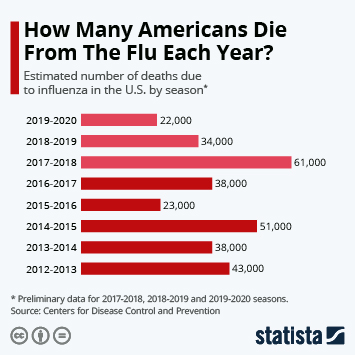 How Many Americans Die
From The Flu Each Year?
Estimated number of deaths due
to influenza in the U.S. by season*
2019-2020 22,000
2018-2019 34,000
2017-2018 61,000
2016-2017 38,000
2015-2016 23,000
2014-2015 51,000
2013-2014 38,000
2012-2013 43,000
* Preliminary data for 2017-2018, 2018-2019 and 2019-2020 seasons.
Source: Centers for Disease Control and Prevention
cc
statista